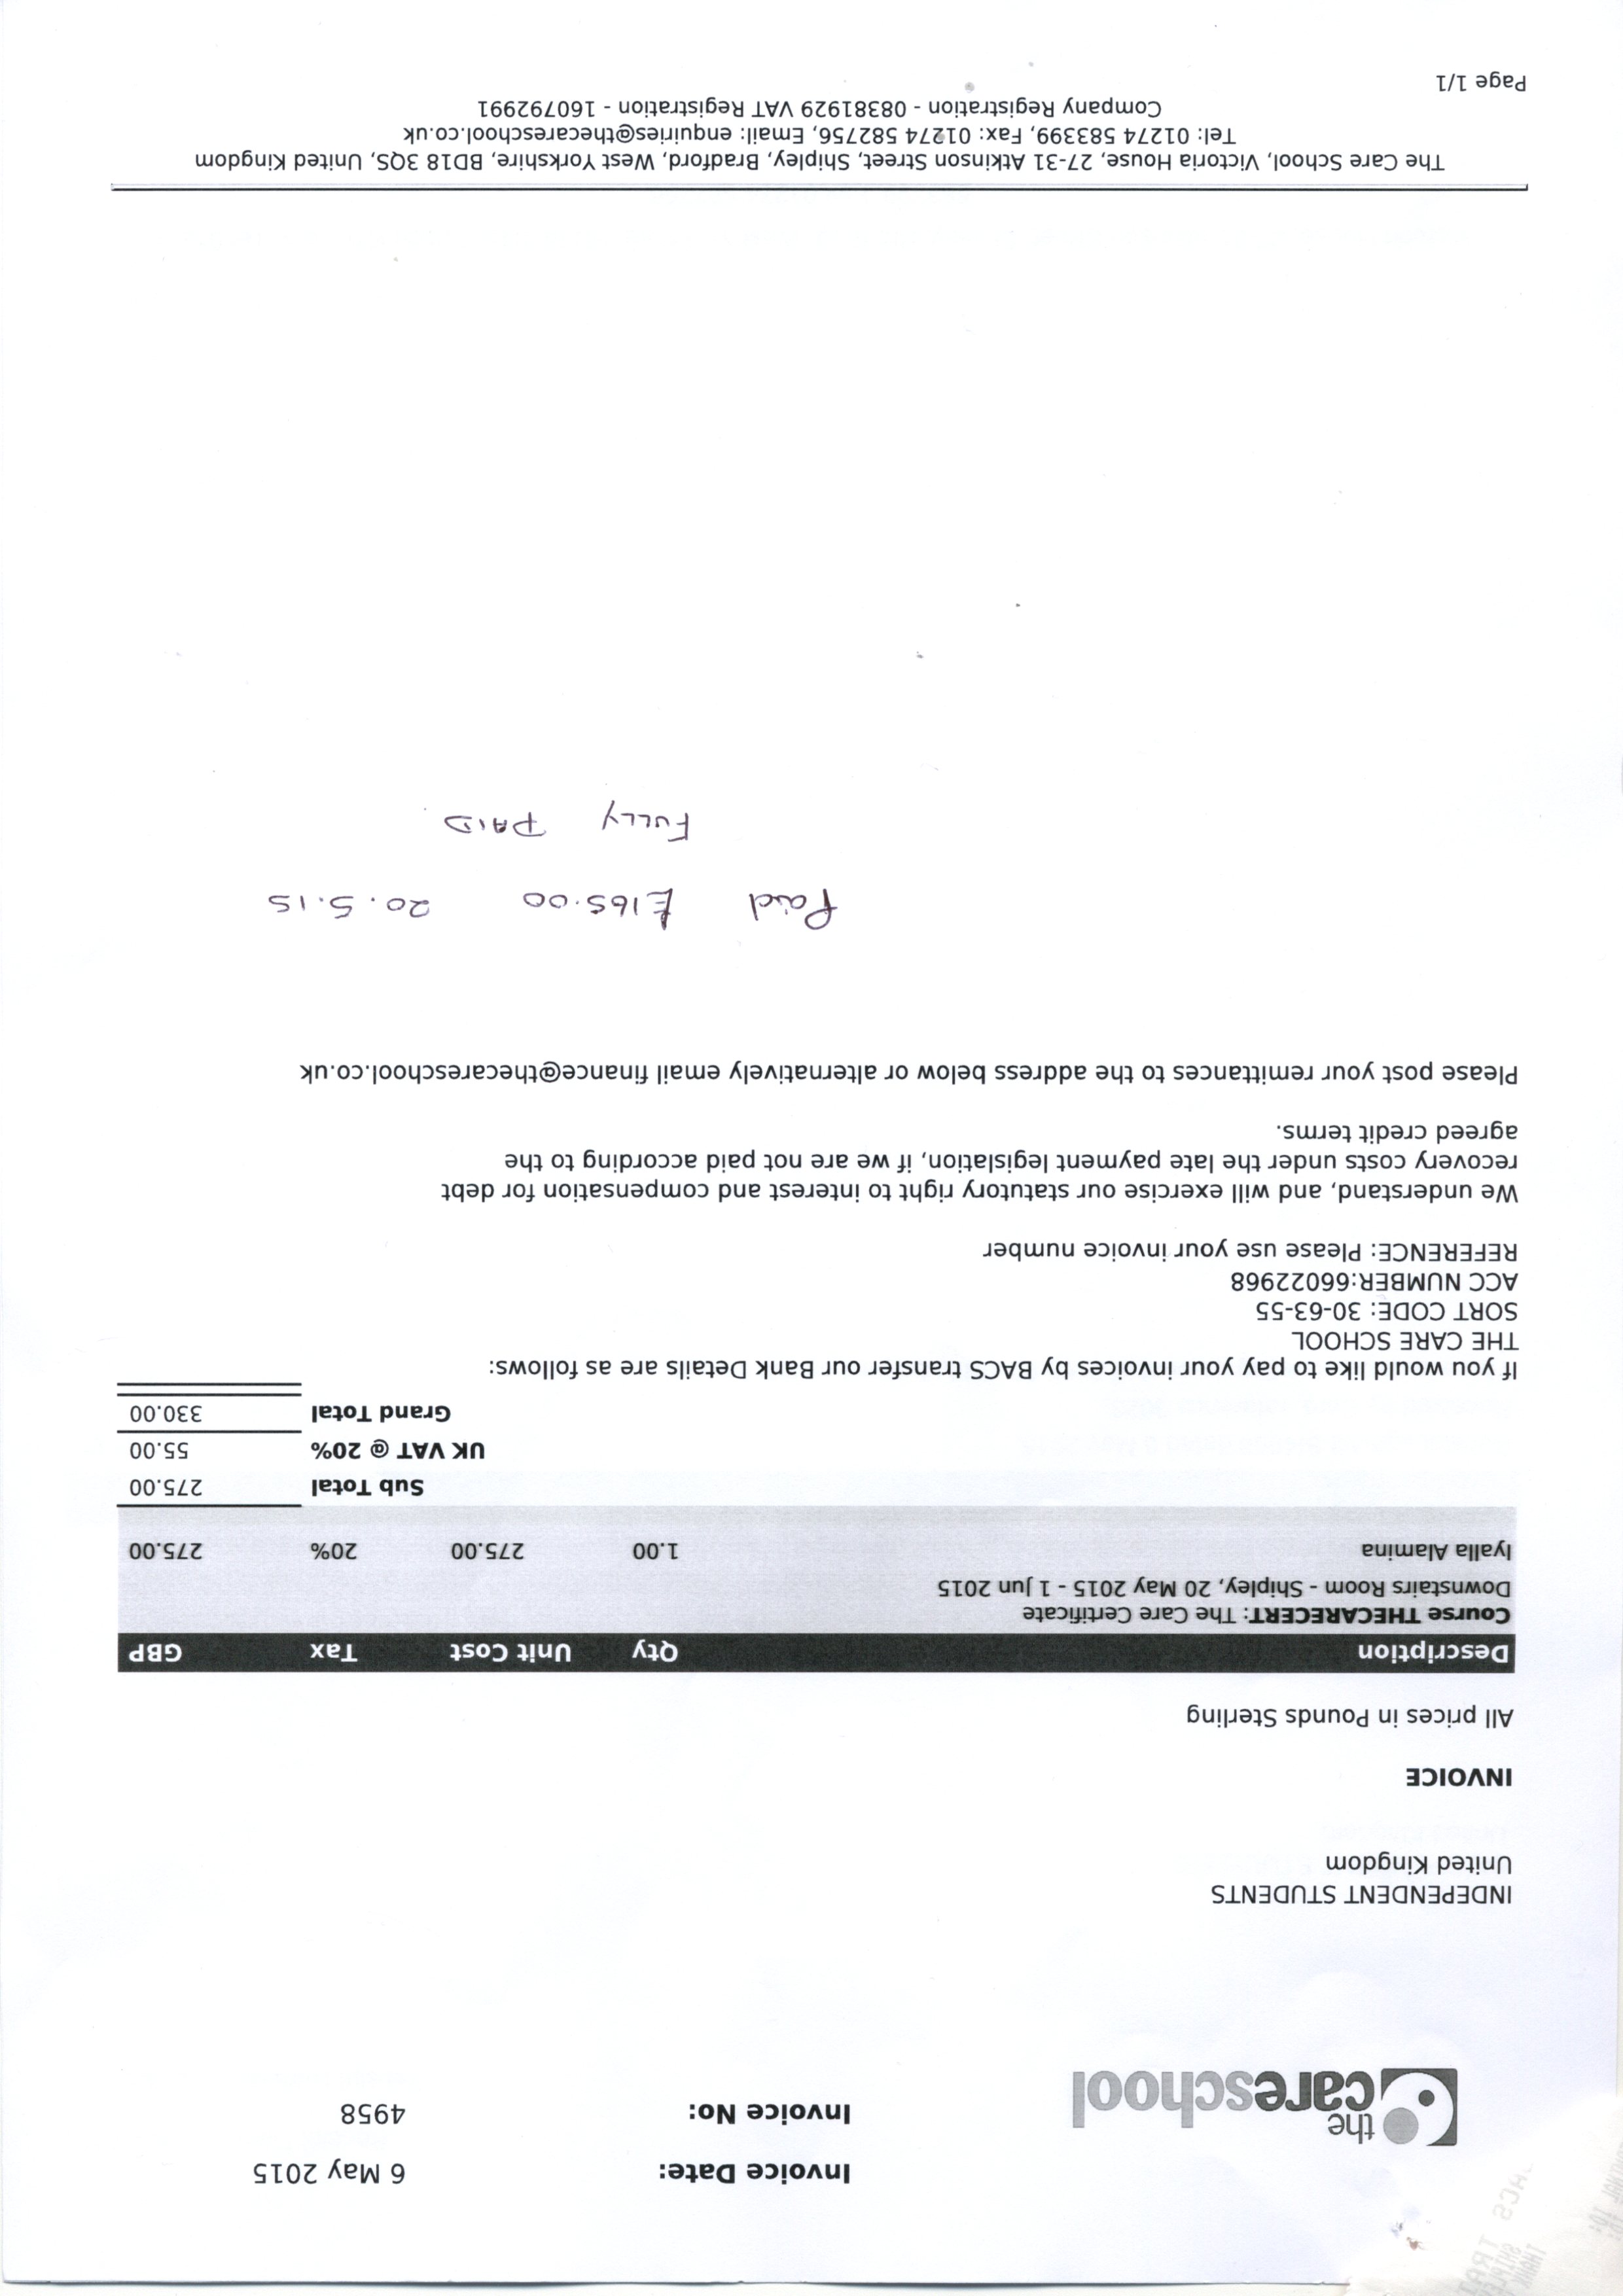 Invoice Date: 6 May 2015
Invoice No: 4958
the
careschool
INDEPENDENT STUDENTS
United Kingdom
INVOICE
All prices in Pounds Sterling
Description Qty Unit Cost Tax GBP
Course THECARECERT: The Care Certificate
Downstairs Room - Shipley, 20 May 2015 - 1 Jun 2015
Iyalla Alamina 1.00 275.00 20% 275.00
Sub Total 275.00
UK VAT @ 20% 55.00
Grand Total 330.00
If you would like to pay your invoices by BACS transfer our Bank Details are as follows:
THE CARE SCHOOL
SORT CODE: 30-63-55
ACC NUMBER:66022968
REFERENCE: Please use your invoice number
We understand, and will exercise our statutory right to interest and compensation for debt
recovery costs under the late payment legislation, if we are not paid according to the
agreed credit terms.
Please post your remittances to the address below or alternatively email finance@thecareschool.co.uk
Paid £165.00 20.5.15
FULLY PAID.
The Care School, Victoria House, 27-31 Atkinson Street, Shipley, Bradford, West Yorkshire, BD18 3QS, United Kingdom
Tel: 01274 583399, Fax: 01274 582756, Email: enquiries@thecareschool.co.uk
Company Registration - 08381929 VAT Registration - 160792991
Page 1/1